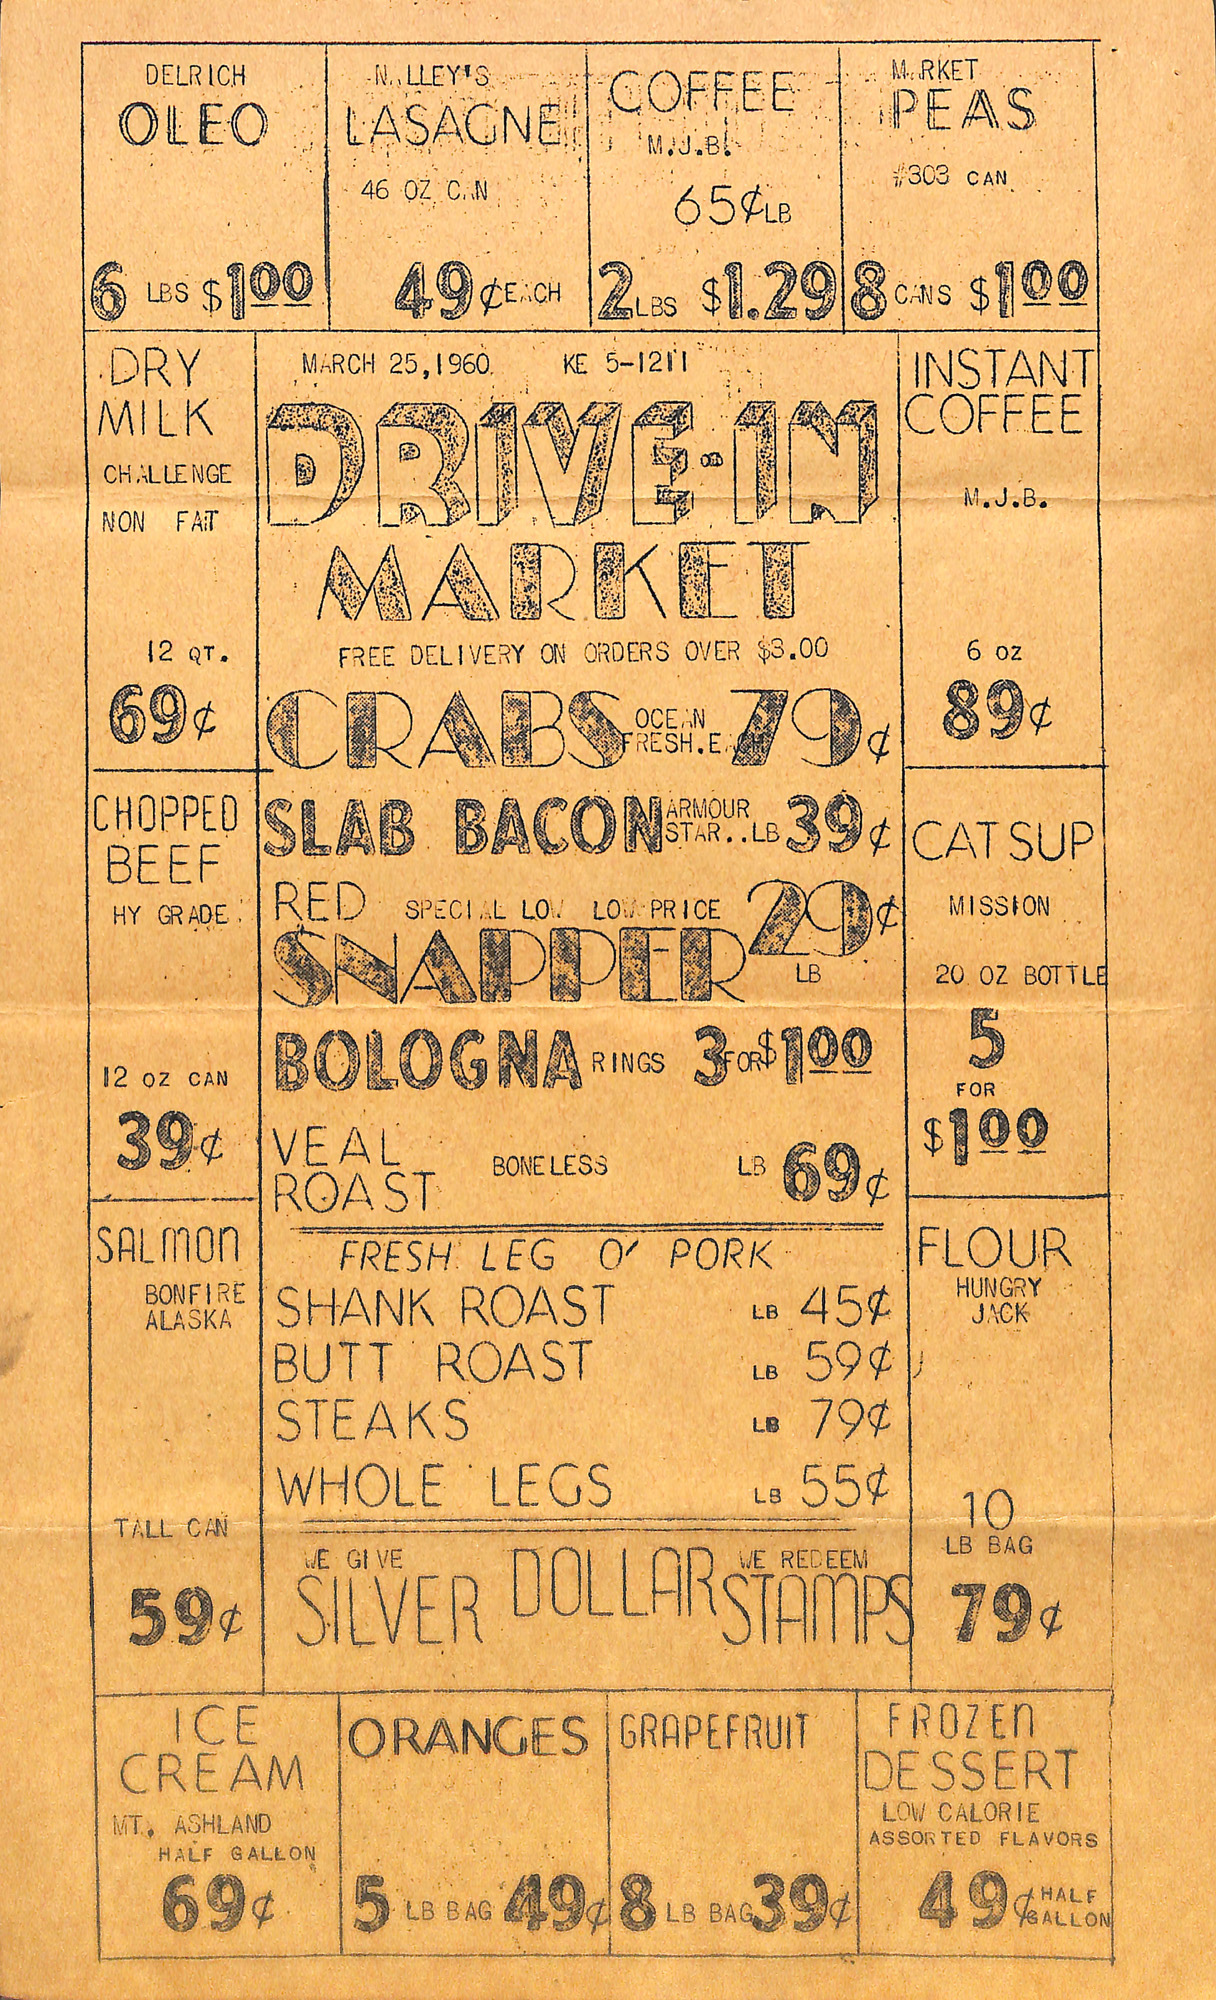 DELRICH
OLEO
6 LBS $1.00
N.LLEY'S
LASAGNE
46 OZ C.N
49¢ EACH
COFFEE
M.J.B.
65¢ LB
2 LBS $1.29
M.RKET
PEAS
#303 CAN
8 CANS $1.00
DRY
MILK
CHALLENGE
NON FAT
12 QT.
69¢
MARCH 25,1960. KE 5-1211
DRIVE-IN
MARKET
FREE DELIVERY ON ORDERS OVER $3.00
CRABS OCEAN FRESH.EACH 79¢
SLAB BACON ARMOUR STAR..LB 39¢
RED SPECIAL LOW LOW PRICE 29¢
SNAPPER LB
BOLOGNA RINGS 3 FOR $1.00
VEAL
ROAST BONELESS LB 69¢
FRESH LEG O' PORK
SHANK ROAST LB 45¢
BUTT ROAST LB 59¢
STEAKS LB 79¢
WHOLE LEGS LB 55¢
WE GIVE WE REDEEM
SILVER DOLLAR STAMPS
INSTANT
COFFEE
M.J.B.
6 OZ
89¢
CHOPPED
BEEF
HY GRADE
12 OZ CAN
39¢
CATSUP
MISSION
20 OZ BOTTLE
5
FOR
$1.00
SALMON
BONFIRE
ALASKA
TALL CAN
59¢
FLOUR
HUNGRY
JACK
10
LB BAG
79¢
ICE
CREAM
MT. ASHLAND
HALF GALLON
69¢
ORANGES
5 LB BAG 49¢
GRAPEFRUIT
8 LB BAG 39¢
FROZEN
DESSERT
LOW CALORIE
ASSORTED FLAVORS
49¢ HALF GALLON